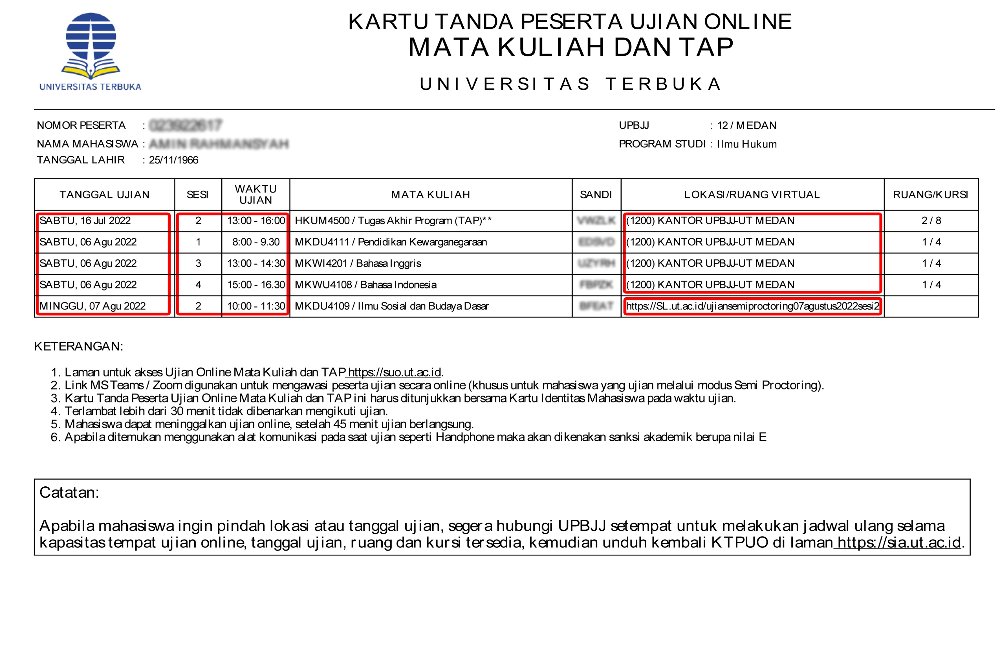 UNIVERSITAS TERBUKA
KARTU TANDA PESERTA UJIAN ONLINE
MATA KULIAH DAN TAP
UNIVERSITAS TERBUKA
NOMOR PESERTA :
UPBJJ : 12 / MEDAN
NAMA MAHASISWA :
PROGRAM STUDI : Ilmu Hukum
TANGGAL LAHIR : 25/11/1966
TANGGAL UJIAN SESI WAKTU UJIAN MATA KULIAH SANDI LOKASI/RUANG VIRTUAL RUANG/KURSI
SABTU, 16 Jul 2022 2 13:00 - 16:00 HKUM4500 / Tugas Akhir Program (TAP)** (1200) KANTOR UPBJJ-UT MEDAN 2 / 8
SABTU, 06 Agu 2022 1 8:00 - 9.30 MKDU4111 / Pendidikan Kewarganegaraan (1200) KANTOR UPBJJ-UT MEDAN 1 / 4
SABTU, 06 Agu 2022 3 13:00 - 14:30 MKWI4201 / Bahasa Inggris (1200) KANTOR UPBJJ-UT MEDAN 1 / 4
SABTU, 06 Agu 2022 4 15:00 - 16.30 MKWU4108 / Bahasa Indonesia (1200) KANTOR UPBJJ-UT MEDAN 1 / 4
MINGGU, 07 Agu 2022 2 10:00 - 11:30 MKDU4109 / Ilmu Sosial dan Budaya Dasar https://SL.ut.ac.id/ujiansemiproctoring07agustus2022sesi2
KETERANGAN:
1. Laman untuk akses Ujian Online Mata Kuliah dan TAP https://suo.ut.ac.id.
2. Link MS Teams / Zoom digunakan untuk mengawasi peserta ujian secara online (khusus untuk mahasiswa yang ujian melalui modus Semi Proctoring).
3. Kartu Tanda Peserta Ujian Online Mata Kuliah dan TAP ini harus ditunjukkan bersama Kartu Identitas Mahasiswa pada waktu ujian.
4. Terlambat lebih dari 30 menit tidak dibenarkan mengikuti ujian.
5. Mahasiswa dapat meninggalkan ujian online, setelah 45 menit ujian berlangsung.
6. Apabila ditemukan menggunakan alat komunikasi pada saat ujian seperti Handphone maka akan dikenakan sanksi akademik berupa nilai E
Catatan:
Apabila mahasiswa ingin pindah lokasi atau tanggal ujian, segera hubungi UPBJJ setempat untuk melakukan jadwal ulang selama
kapasitas tempat ujian online, tanggal ujian, ruang dan kursi tersedia, kemudian unduh kembali KTPUO di laman https://sia.ut.ac.id.